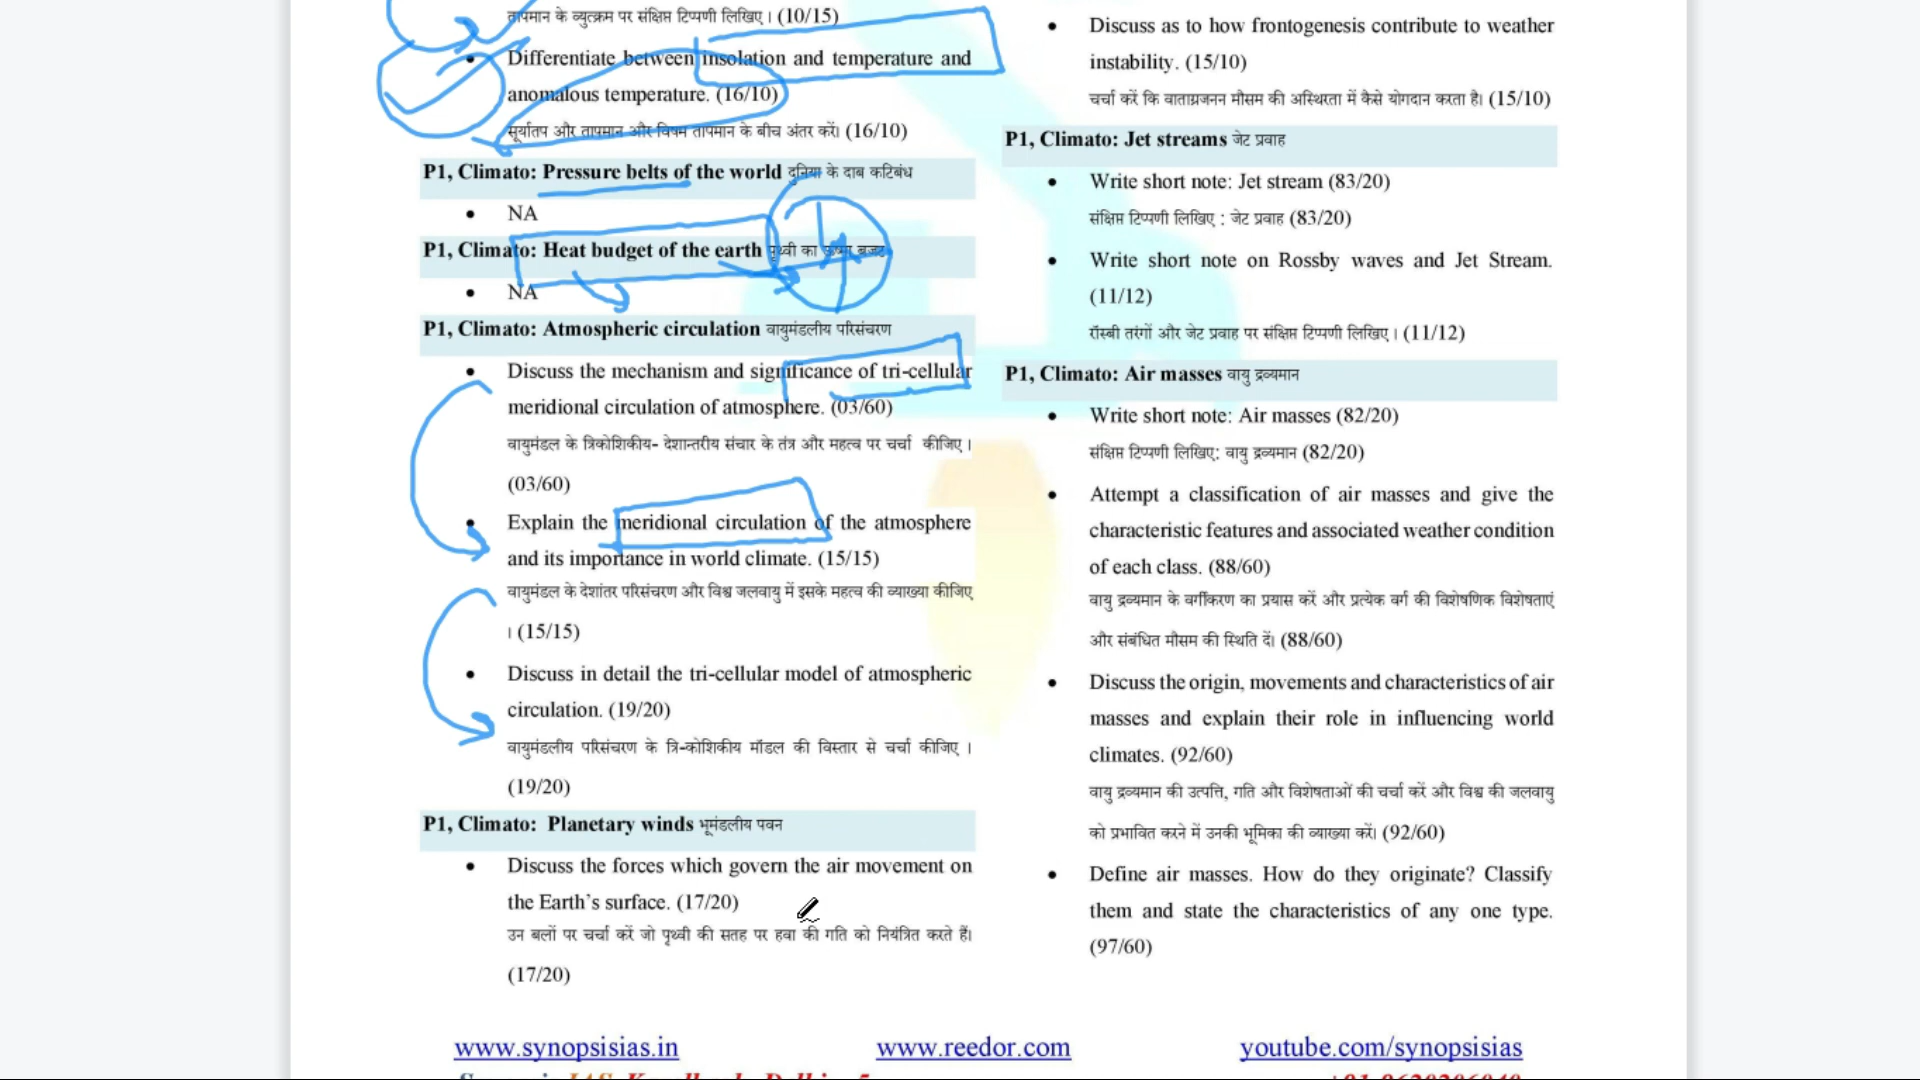 तापमान के व्युत्क्रम पर संक्षिप्त टिप्पणी लिखिए। (10/15)
Differentiate between insolation and temperature and
anomalous temperature. (16/10)
सूर्यातप और तापमान और विषम तापमान के बीच अंतर करें। (16/10)
P1, Climato: Pressure belts of the world दुनिया के दाब कटिबंध
NA
P1, Climato: Heat budget of the earth पृथ्वी का ऊष्मा बजट
NA
P1, Climato: Atmospheric circulation वायुमंडलीय परिसंचरण
Discuss the mechanism and significance of tri-cellular
meridional circulation of atmosphere. (03/60)
वायुमंडल के त्रिकोशिकीय- देशान्तरीय संचार के तंत्र और महत्व पर चर्चा कीजिए।
(03/60)
Explain the meridional circulation of the atmosphere
and its importance in world climate. (15/15)
वायुमंडल के देशांतर परिसंचरण और विश्व जलवायु में इसके महत्व की व्याख्या कीजिए
। (15/15)
Discuss in detail the tri-cellular model of atmospheric
circulation. (19/20)
वायुमंडलीय परिसंचरण के त्रि-कोशिकीय मॉडल की विस्तार से चर्चा कीजिए ।
(19/20)
P1, Climato: Planetary winds भूमंडलीय पवन
Discuss the forces which govern the air movement on
the Earth’s surface. (17/20)
उन बलों पर चर्चा करें जो पृथ्वी की सतह पर हवा की गति को नियंत्रित करते हैं।
(17/20)
Discuss as to how frontogenesis contribute to weather
instability. (15/10)
चर्चा करें कि वाताग्रजनन मौसम की अस्थिरता में कैसे योगदान करता है। (15/10)
P1, Climato: Jet streams जेट प्रवाह
Write short note: Jet stream (83/20)
संक्षिप्त टिप्पणी लिखिए : जेट प्रवाह (83/20)
Write short note on Rossby waves and Jet Stream.
(11/12)
रॉस्बी तरंगों और जेट प्रवाह पर संक्षिप्त टिप्पणी लिखिए। (11/12)
P1, Climato: Air masses वायु द्रव्यमान
Write short note: Air masses (82/20)
संक्षिप्त टिप्पणी लिखिए: वायु द्रव्यमान (82/20)
Attempt a classification of air masses and give the
characteristic features and associated weather condition
of each class. (88/60)
वायु द्रव्यमान के वर्गीकरण का प्रयास करें और प्रत्येक वर्ग की विशेषणिक विशेषताएं
और संबंधित मौसम की स्थिति दें। (88/60)
Discuss the origin, movements and characteristics of air
masses and explain their role in influencing world
climates. (92/60)
वायु द्रव्यमान की उत्पत्ति, गति और विशेषताओं की चर्चा करें और विश्व की जलवायु
को प्रभावित करने में उनकी भूमिका की व्याख्या करें। (92/60)
Define air masses. How do they originate? Classify
them and state the characteristics of any one type.
(97/60)
www.synopsisias.in www.reedor.com youtube.com/synopsisias